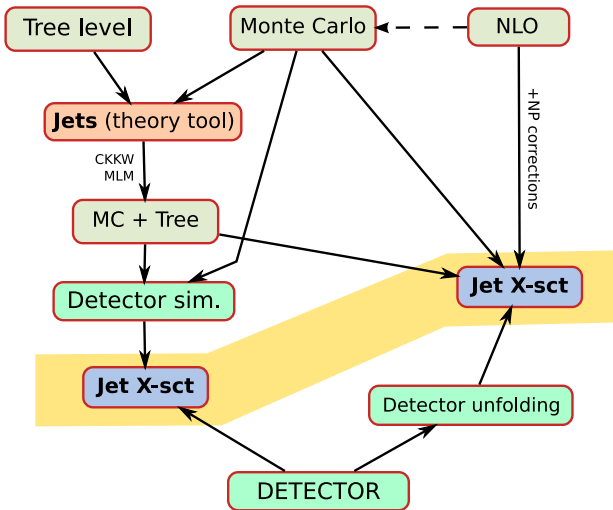 Tree level
Monte Carlo
NLO
Jets (theory tool)
+NP corrections
CKKW
MLM
MC + Tree
Jet X-sct
Detector sim.
Jet X-sct
Detector unfolding
DETECTOR